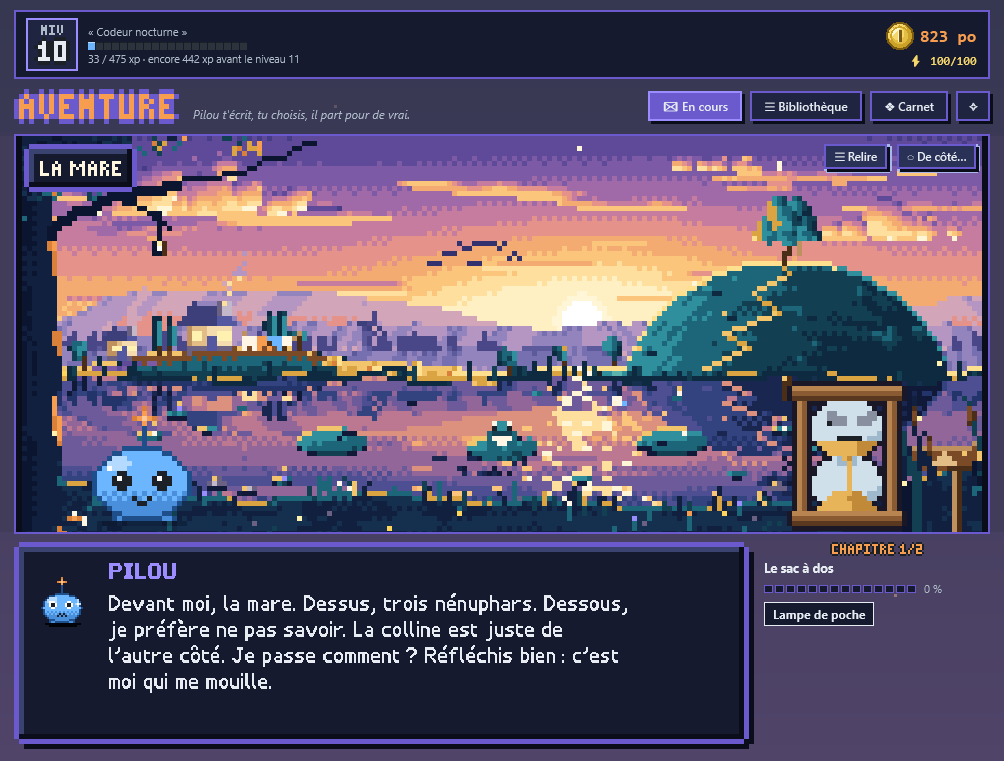 NIV
10
« Codeur nocturne »
33 / 475 xp · encore 442 xp avant le niveau 11
823 po
100/100
AVENTURE
Pilou t'écrit, tu choisis, il part pour de vrai.
En cours
Bibliothèque
Carnet
LA MARE
Relire
De côté…
PILOU
Devant moi, la mare. Dessus, trois nénuphars. Dessous,
je préfère ne pas savoir. La colline est juste de
l'autre côté. Je passe comment ? Réfléchis bien : c'est
moi qui me mouille.
CHAPITRE 1/2
Le sac à dos
0 %
Lampe de poche